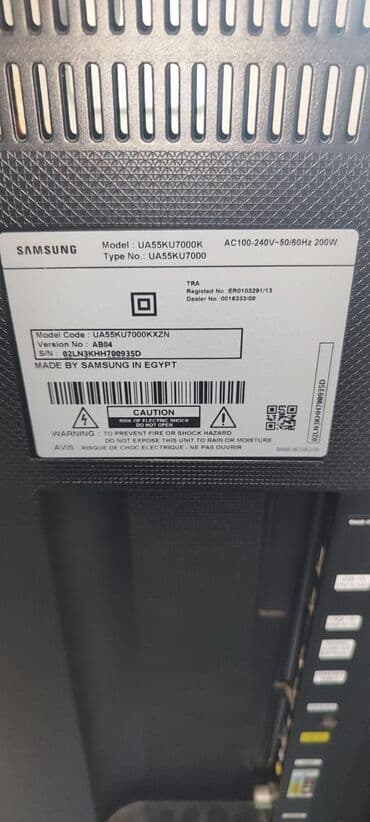 SAMSUNG
Model : UA55KU7000K
AC100-240V~50/60Hz 200W
Type No.: UA55KU7000
TRA
Registed No :ER0103291/13
Dealer No :0016333/08
Model Code : UA55KU7000KXZN
Version No : AB04
S/N : 02LN3KHH700935D
MADE BY SAMSUNG IN EGYPT
CAUTION
RISK OF ELECTRIC SHOCK
DO NOT OPEN
WARNING : TO PREVENT FIRE OR SHOCK HAZARD
DO NOT EXPOSE THIS UNIT TO RAIN OR MOISTURE
AVIS : RISQUE DE CHOC ELECTRIQUE - NE PAS OUVRIR
02LN3KHH700935D